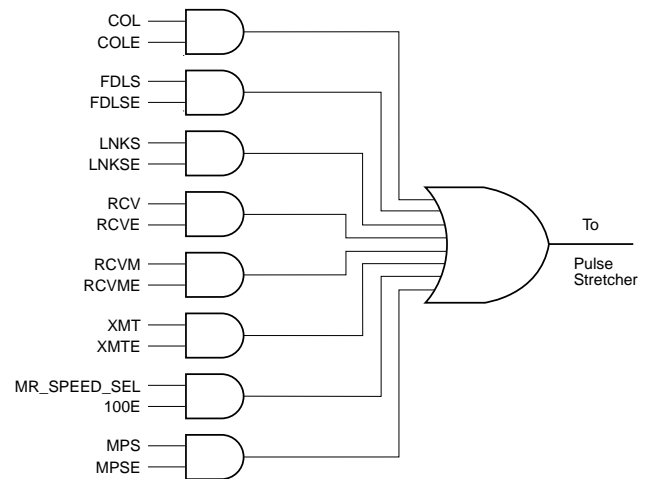 COL
COLE
FDLS
FDLSE
LNKS
LNKSE
RCV
RCVE
RCVM
RCVME
XMT
XMTE
MR_SPEED_SEL
100E
MPS
MPSE
To
Pulse
Stretcher